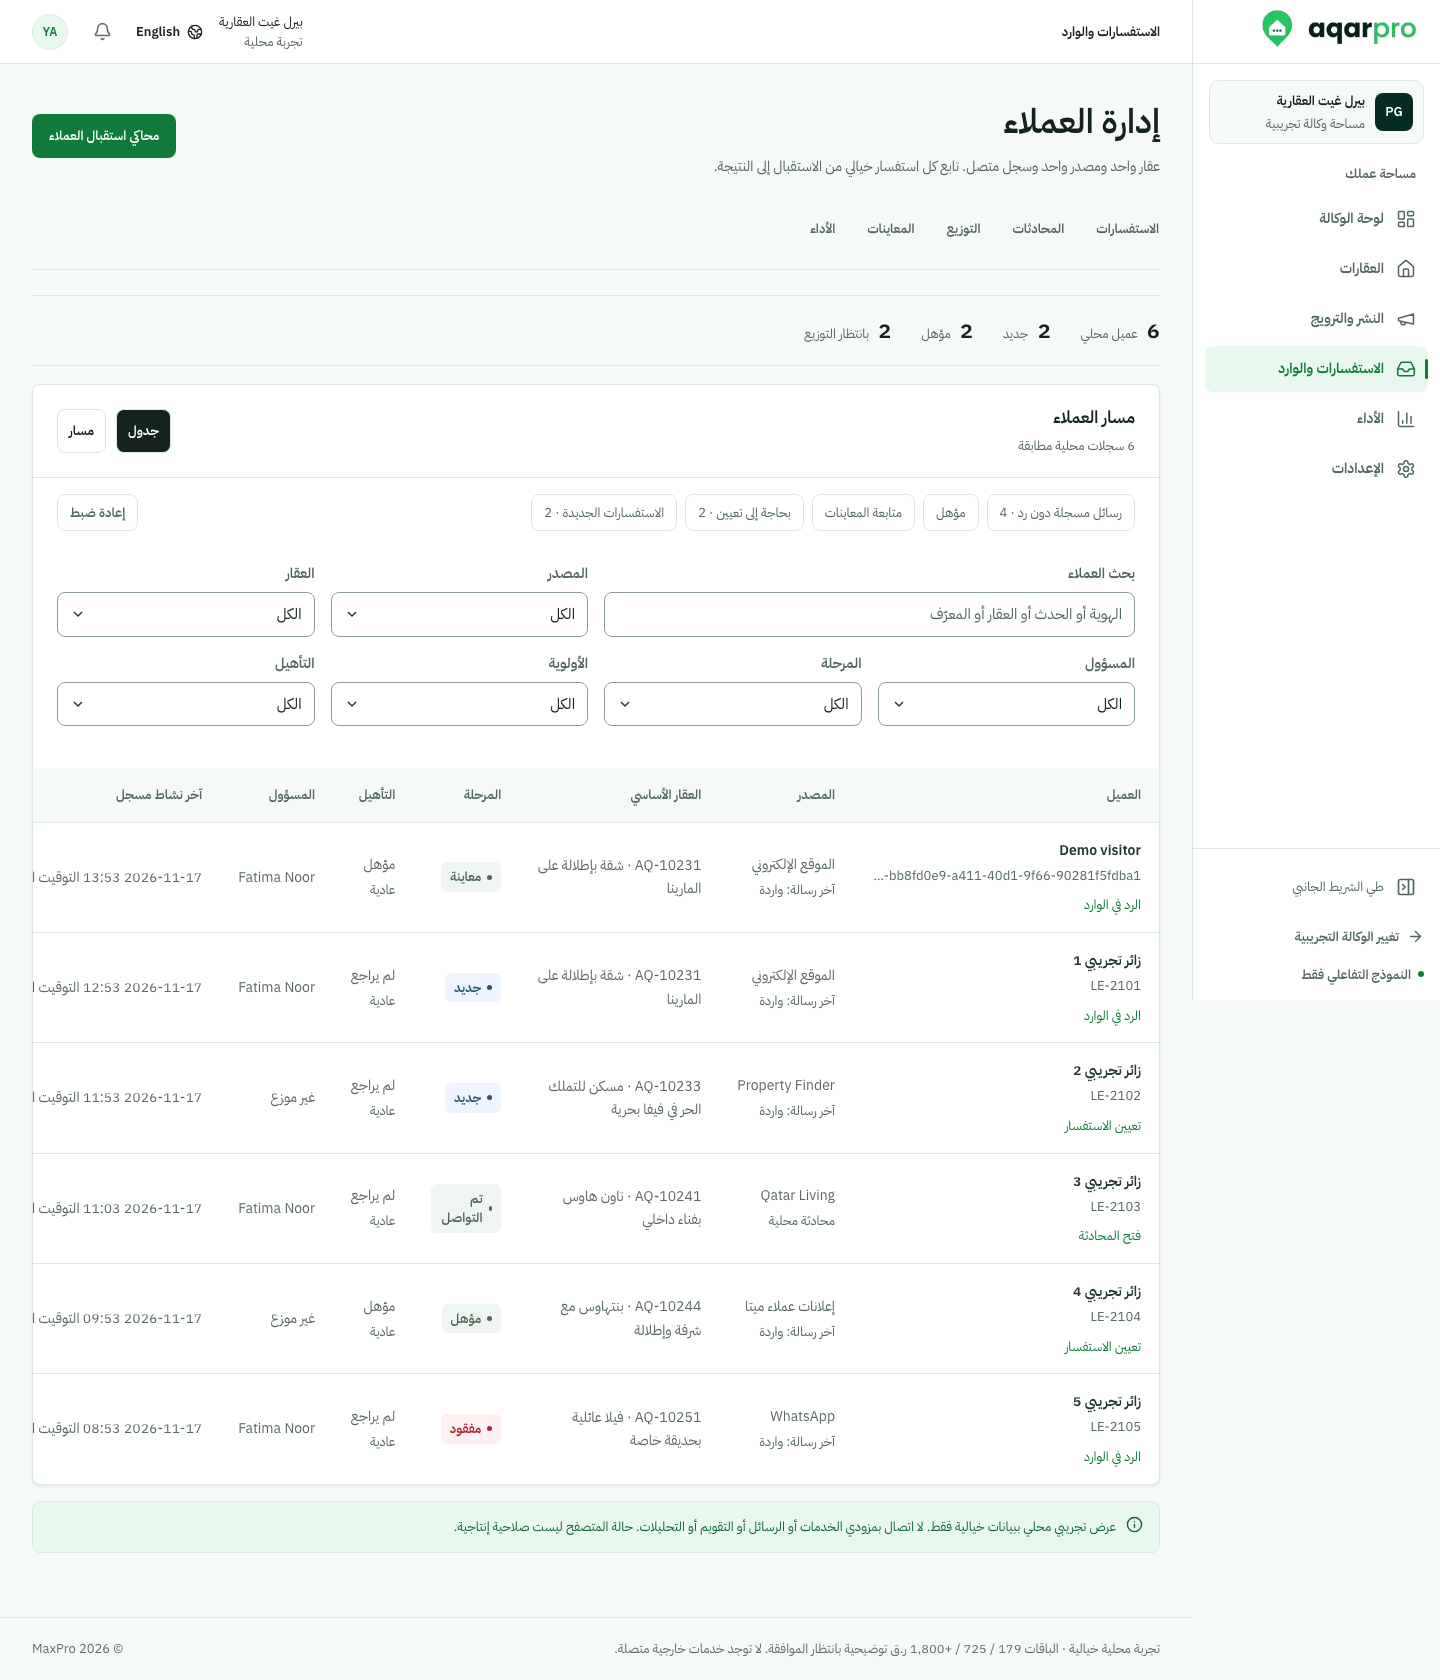 aqarpro
الاستفسارات والوارد
بيرل غيت العقارية
تجربة محلية
English
YA
PG
بيرل غيت العقارية
مساحة وكالة تجريبية
مساحة عملك
لوحة الوكالة
العقارات
النشر والترويج
الاستفسارات والوارد
الأداء
الإعدادات
طي الشريط الجانبي
تغيير الوكالة التجريبية
النموذج التفاعلي فقط
إدارة العملاء
عقار واحد ومصدر واحد وسجل متصل. تابع كل استفسار خيالي من الاستقبال إلى النتيجة.
محاكي استقبال العملاء
الاستفسارات المحادثات التوزيع المعاينات الأداء
6 عميل محلي 2 جديد 2 مؤهل 2 بانتظار التوزيع
مسار العملاء
6 سجلات محلية مطابقة
جدول مسار
رسائل مسجلة دون رد · 4 مؤهل متابعة المعاينات بحاجة إلى تعيين · 2 الاستفسارات الجديدة · 2 إعادة ضبط
بحث العملاء المصدر العقار
الهوية أو الحدث أو العقار أو المعرّف الكل الكل
المسؤول المرحلة الأولوية التأهيل
الكل الكل الكل الكل
العميل المصدر العقار الأساسي المرحلة التأهيل المسؤول آخر نشاط مسجل
Demo visitor
bb8fd0e9-a411-40d1-9f66-90281f5fdba1-...
الرد في الوارد
الموقع الإلكتروني
آخر رسالة: واردة
AQ-10231 · شقة بإطلالة على
المارينا
معاينة
مؤهل
عادية
Fatima Noor
2026-11-17 13:53 التوقيت ا
زائر تجريبي 1
LE-2101
الرد في الوارد
الموقع الإلكتروني
آخر رسالة: واردة
AQ-10231 · شقة بإطلالة على
المارينا
جديد
لم يراجع
عادية
Fatima Noor
2026-11-17 12:53 التوقيت ا
زائر تجريبي 2
LE-2102
تعيين الاستفسار
Property Finder
آخر رسالة: واردة
AQ-10233 · مسكن للتملك
الحر في فيفا بحرية
جديد
لم يراجع
عادية
غير موزع
2026-11-17 11:53 التوقيت ا
زائر تجريبي 3
LE-2103
فتح المحادثة
Qatar Living
محادثة محلية
AQ-10241 · تاون هاوس
بفناء داخلي
تم
التواصل
لم يراجع
عادية
Fatima Noor
2026-11-17 11:03 التوقيت ا
زائر تجريبي 4
LE-2104
تعيين الاستفسار
إعلانات عملاء ميتا
آخر رسالة: واردة
AQ-10244 · بنتهاوس مع
شرفة وإطلالة
مؤهل
مؤهل
عادية
غير موزع
2026-11-17 09:53 التوقيت ا
زائر تجريبي 5
LE-2105
الرد في الوارد
WhatsApp
آخر رسالة: واردة
AQ-10251 · فيلا عائلية
بحديقة خاصة
مفقود
لم يراجع
عادية
Fatima Noor
2026-11-17 08:53 التوقيت ا
عرض تجريبي محلي ببيانات خيالية فقط. لا اتصال بمزودي الخدمات أو الرسائل أو التقويم أو التحليلات. حالة المتصفح ليست صلاحية إنتاجية.
تجربة محلية خيالية · الباقات 179 / 725 / +1,800 ر.ق توضيحية بانتظار الموافقة. لا توجد خدمات خارجية متصلة.
© 2026 MaxPro